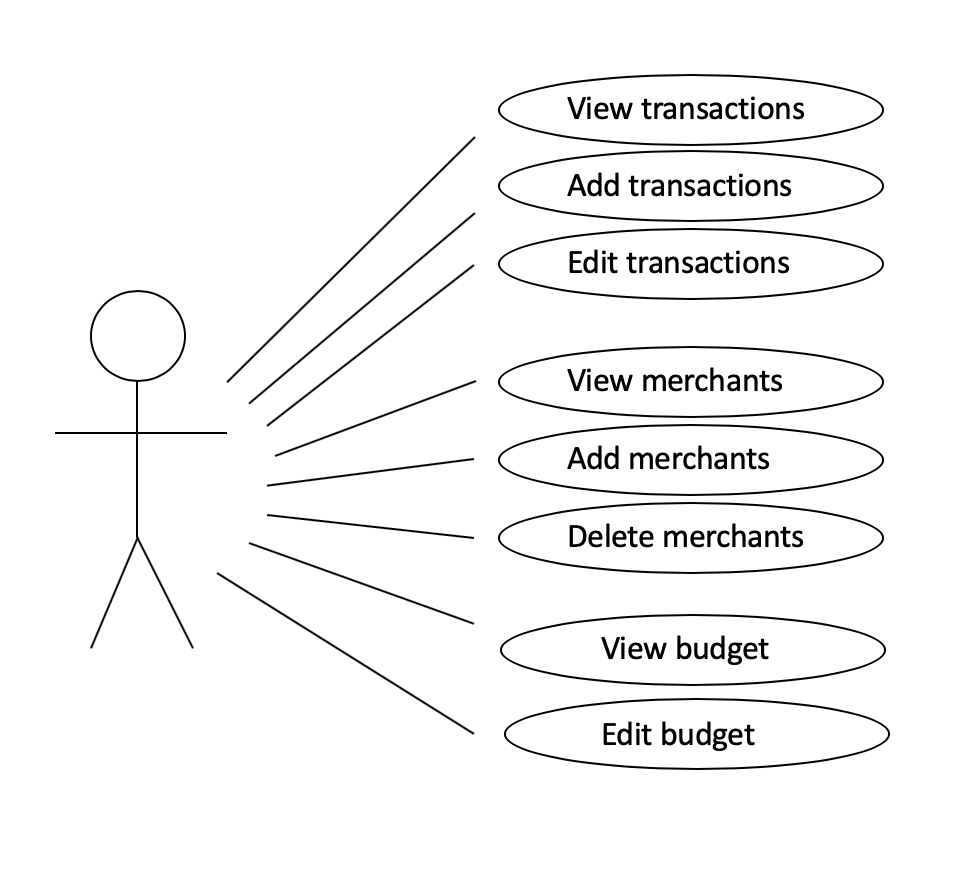 View transactions
Add transactions
Edit transactions
View merchants
Add merchants
Delete merchants
View budget
Edit budget